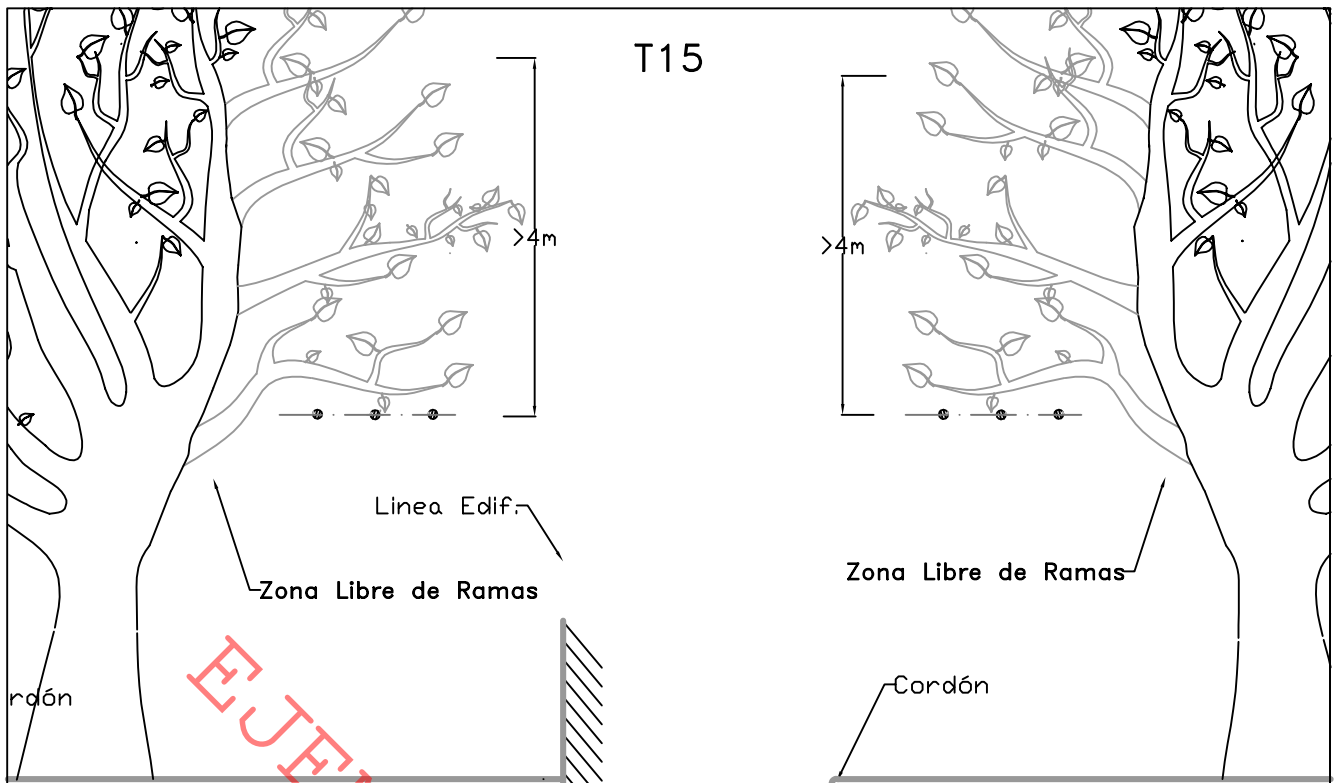 T15
>4m
>4m
Linea Edif.
Zona Libre de Ramas
Zona Libre de Ramas
rdón
Cordón
EJE